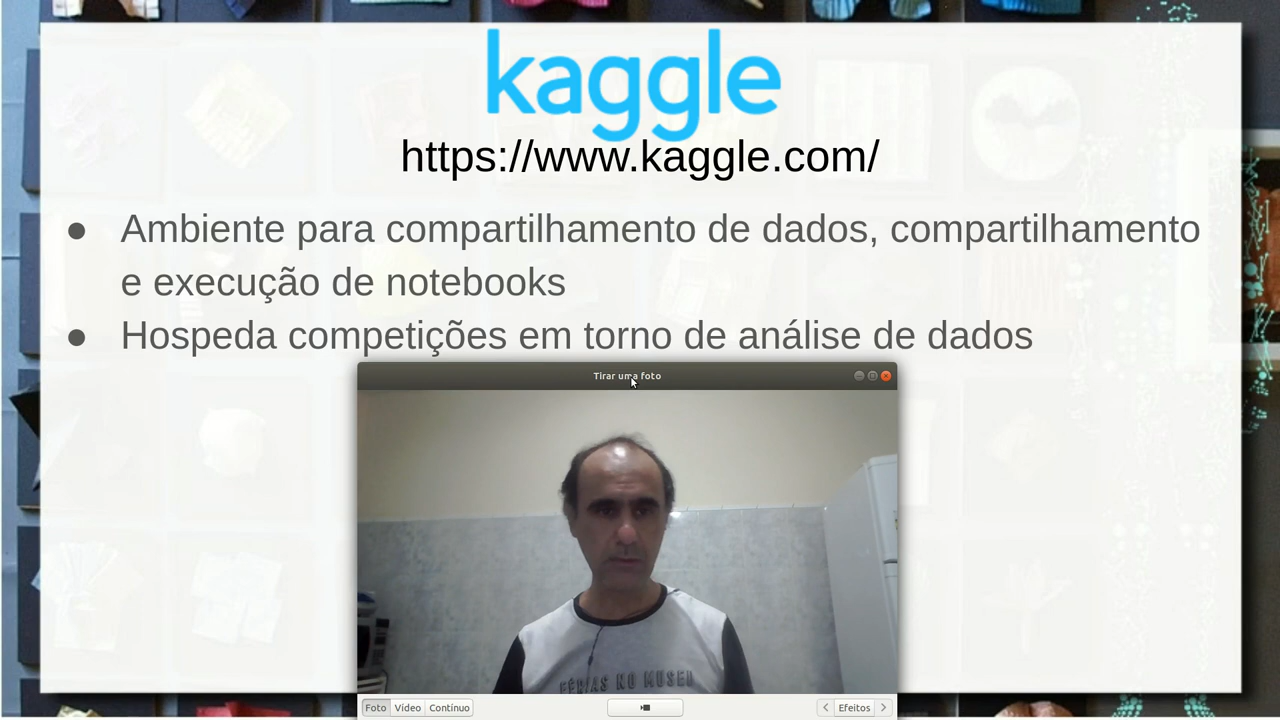 kaggle
https://www.kaggle.com/
● Ambiente para compartilhamento de dados, compartilhamento
e execução de notebooks
● Hospeda competições em torno de análise de dados
Tirar uma foto
FÉRIAS NO MUSEU
Foto Vídeo Contínuo Efeitos